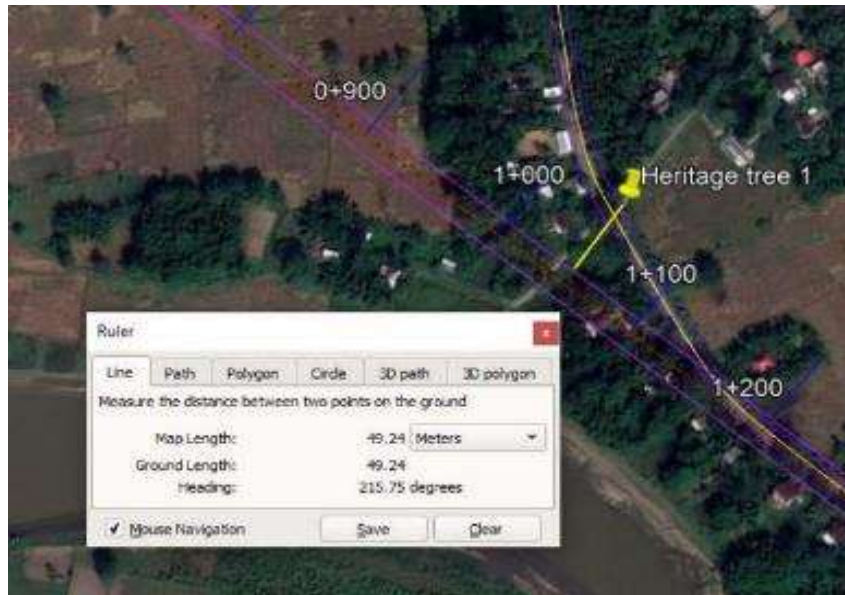 0+900
1+000
Heritage tree 1
1+100
Ruler
Line Path Polygon Circle 3D path 3D polygon
Measure the distance between two points on the ground
Map Length: 49.24 Meters
Ground Length: 49.24
Heading: 215.75 degrees
1+200
Mouse Navigation Save Clear